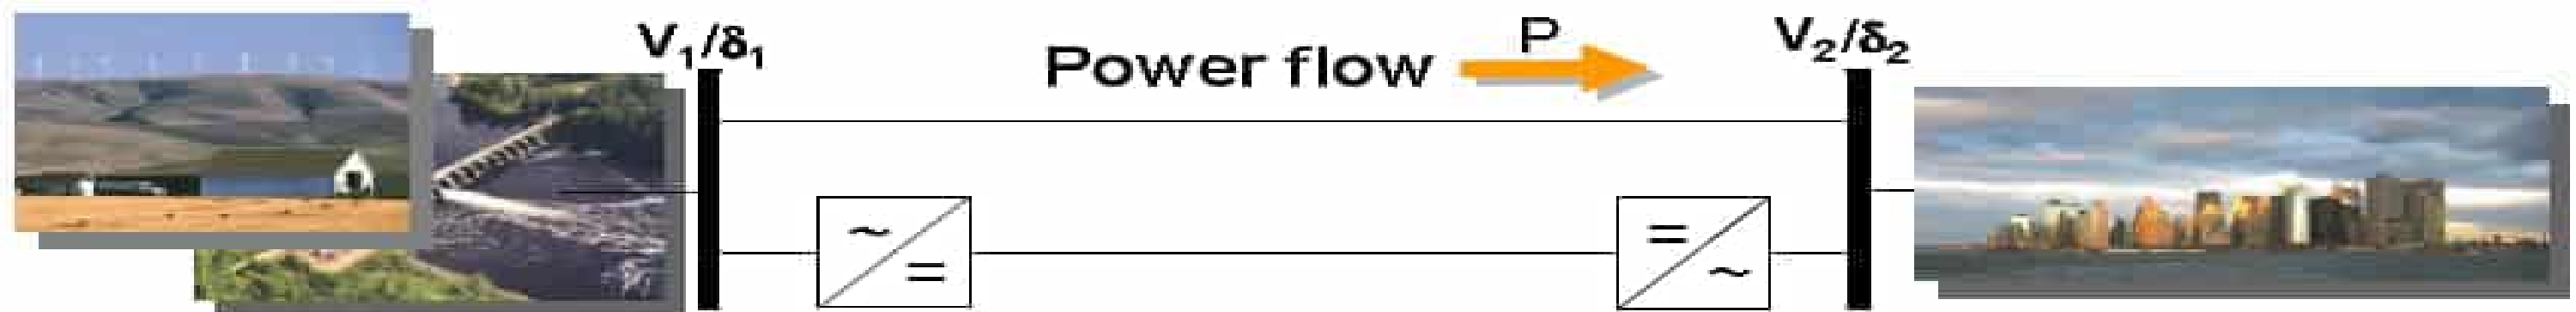 V₁/δ₁
Power flow
P
V₂/δ₂
~
=
=
~